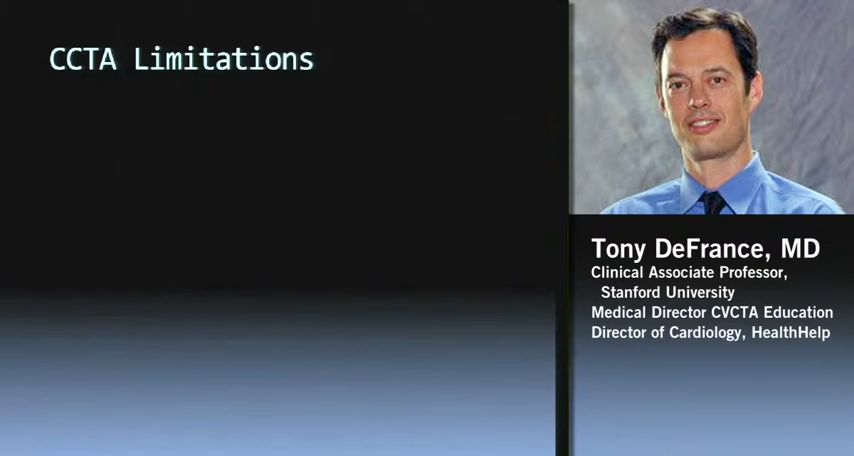 CCTA Limitations
Tony DeFrance, MD
Clinical Associate Professor,
Stanford University
Medical Director CVCTA Education
Director of Cardiology, HealthHelp